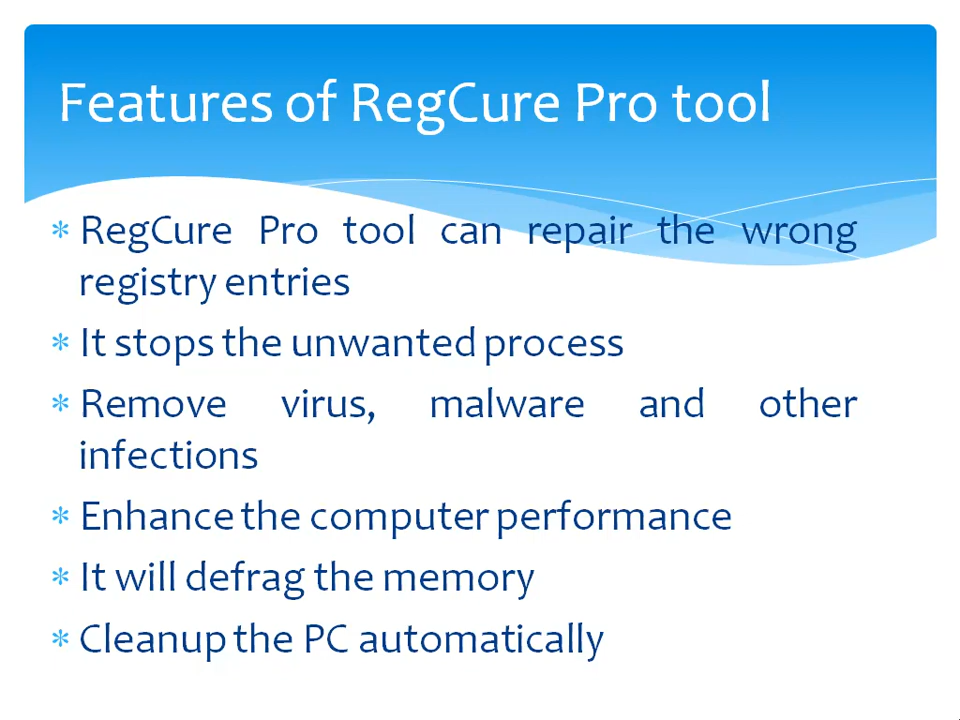 Features of RegCure Pro tool
* RegCure Pro tool can repair the wrong
registry entries
* It stops the unwanted process
* Remove virus, malware and other
infections
* Enhance the computer performance
* It will defrag the memory
* Cleanup the PC automatically